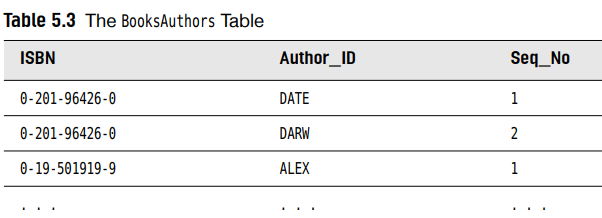 Table 5.3 The BooksAuthors Table
ISBN Author_ID Seq_No
0-201-96426-0 DATE 1
0-201-96426-0 DARW 2
0-19-501919-9 ALEX 1
. . . . . . . . .